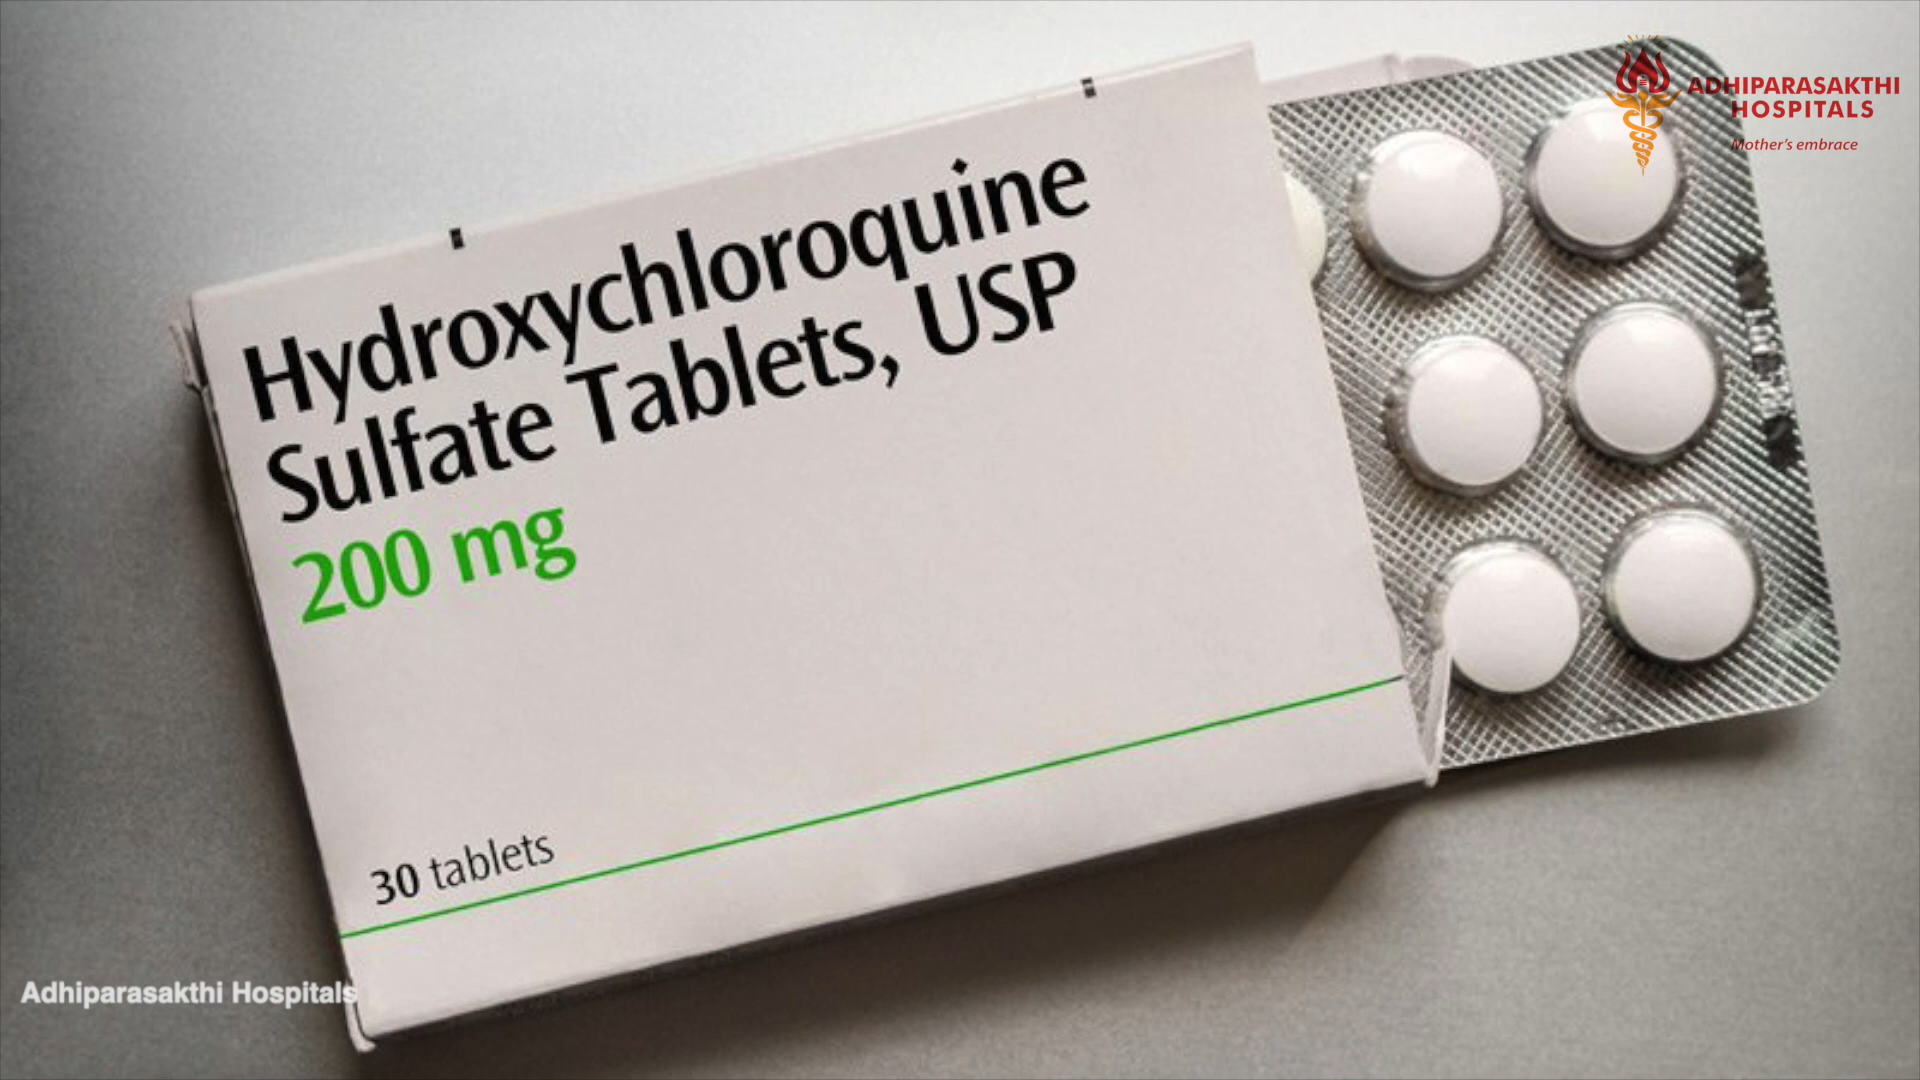 ADHIPARASAKTHI
HOSPITALS
Mother's embrace
Hydroxychloroquine
Sulfate Tablets, USP
200 mg
30 tablets
Adhiparasakthi Hospitals